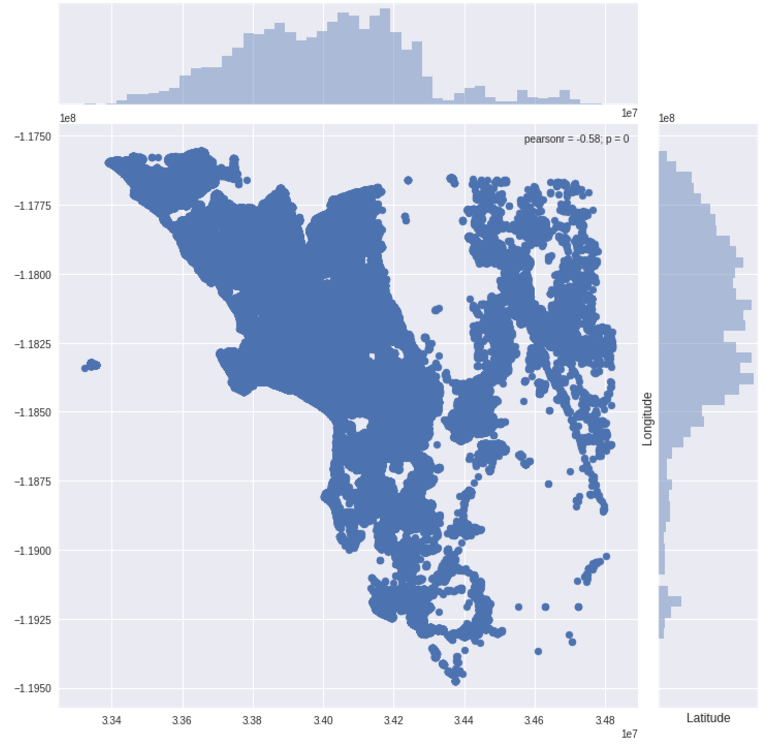 1e7
1e8
1e8
pearsonr = -0.58; p = 0
−1.1750
−1.1775
−1.1800
−1.1825
−1.1850
−1.1875
−1.1900
−1.1925
−1.1950
Longitude
3.34 3.36 3.38 3.40 3.42 3.44 3.46 3.48
Latitude
1e7